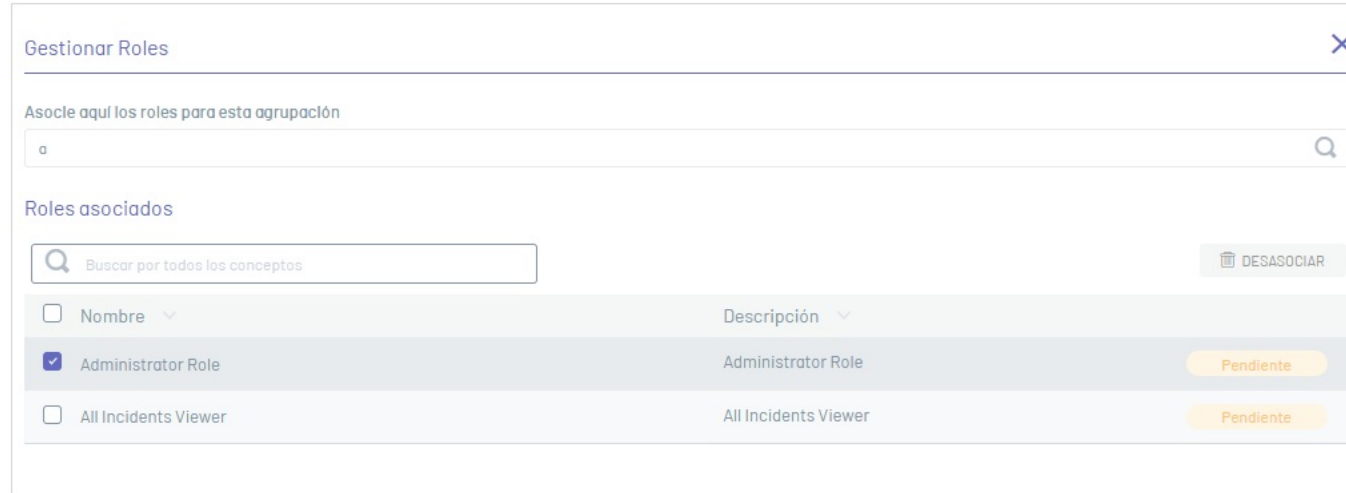 Gestionar Roles
Asocie aquí los roles para esta agrupación
a
Roles asociados
Buscar por todos los conceptos
DESASOCIAR
Nombre Descripción
Administrator Role Administrator Role Pendiente
All Incidents Viewer All Incidents Viewer Pendiente